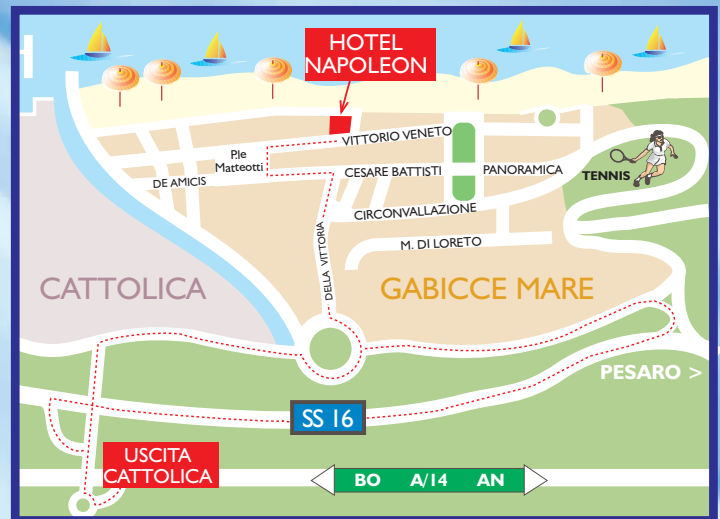 HOTEL
NAPOLEON
VITTORIO VENETO
P.le
Matteotti
CESARE BATTISTI
PANORAMICA
TENNIS
DE AMICIS
CIRCONVALLAZIONE
DELLA VITTORIA
M. DI LORETO
CATTOLICA
GABICCE MARE
PESARO >
SS 16
USCITA
CATTOLICA
BO A/14 AN